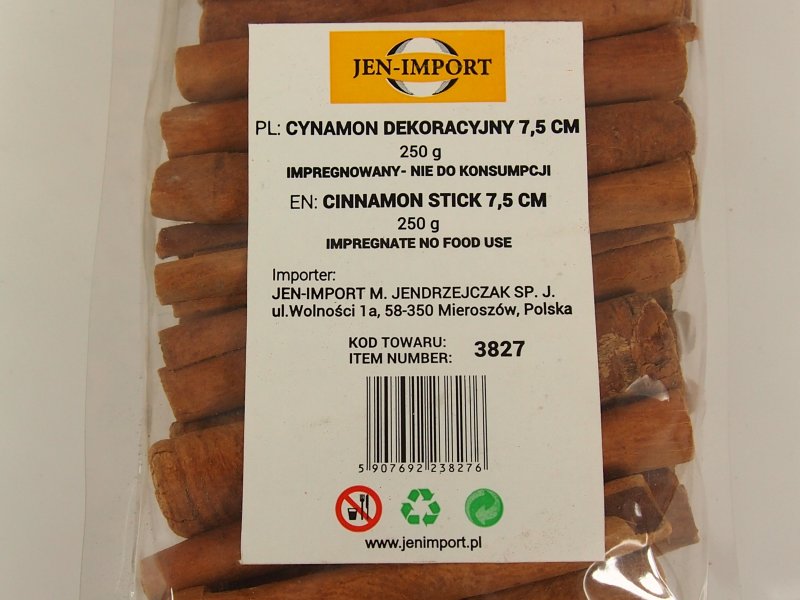 JEN-IMPORT
PL: CYNAMON DEKORACYJNY 7,5 CM
250 g
IMPREGNOWANY- NIE DO KONSUMPCJI
EN: CINNAMON STICK 7,5 CM
250 g
IMPREGNATE NO FOOD USE
Importer:
JEN-IMPORT M. JENDRZEJCZAK SP. J.
ul.Wolności 1a, 58-350 Mieroszów, Polska
KOD TOWARU:
ITEM NUMBER: 3827
5 907692 238276
www.jenimport.pl